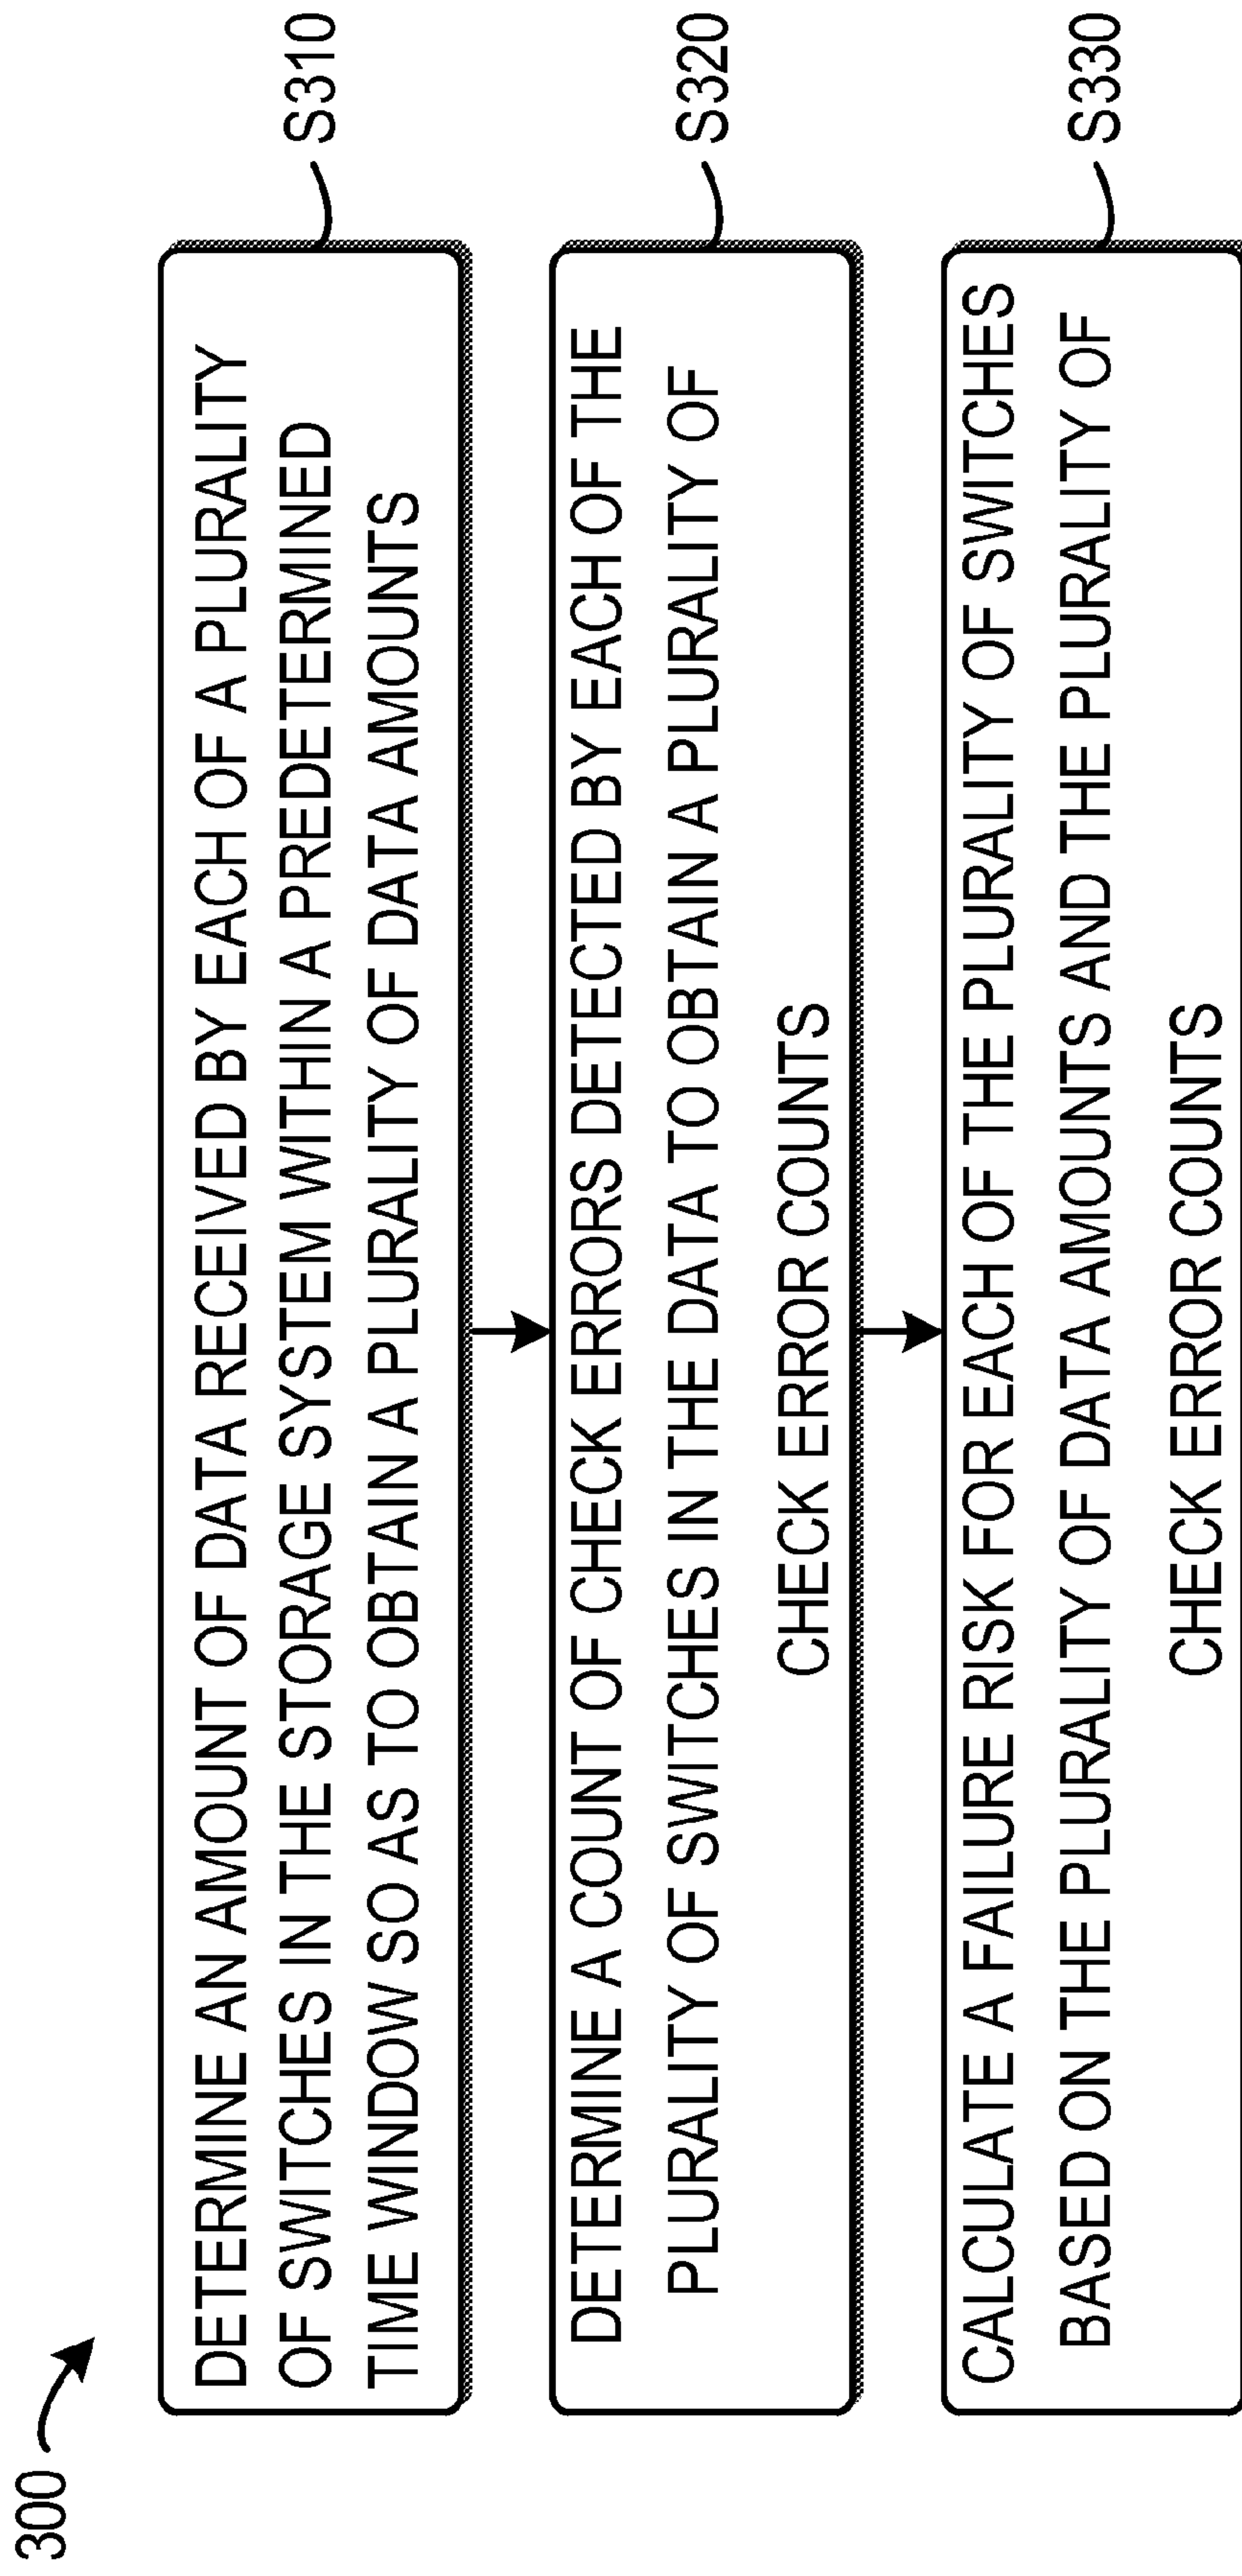 300
DETERMINE AN AMOUNT OF DATA RECEIVED BY EACH OF A PLURALITY
OF SWITCHES IN THE STORAGE SYSTEM WITHIN A PREDETERMINED
TIME WINDOW SO AS TO OBTAIN A PLURALITY OF DATA AMOUNTS
S310
DETERMINE A COUNT OF CHECK ERRORS DETECTED BY EACH OF THE
PLURALITY OF SWITCHES IN THE DATA TO OBTAIN A PLURALITY OF
CHECK ERROR COUNTS
S320
CALCULATE A FAILURE RISK FOR EACH OF THE PLURALITY OF SWITCHES
BASED ON THE PLURALITY OF DATA AMOUNTS AND THE PLURALITY OF
CHECK ERROR COUNTS
S330